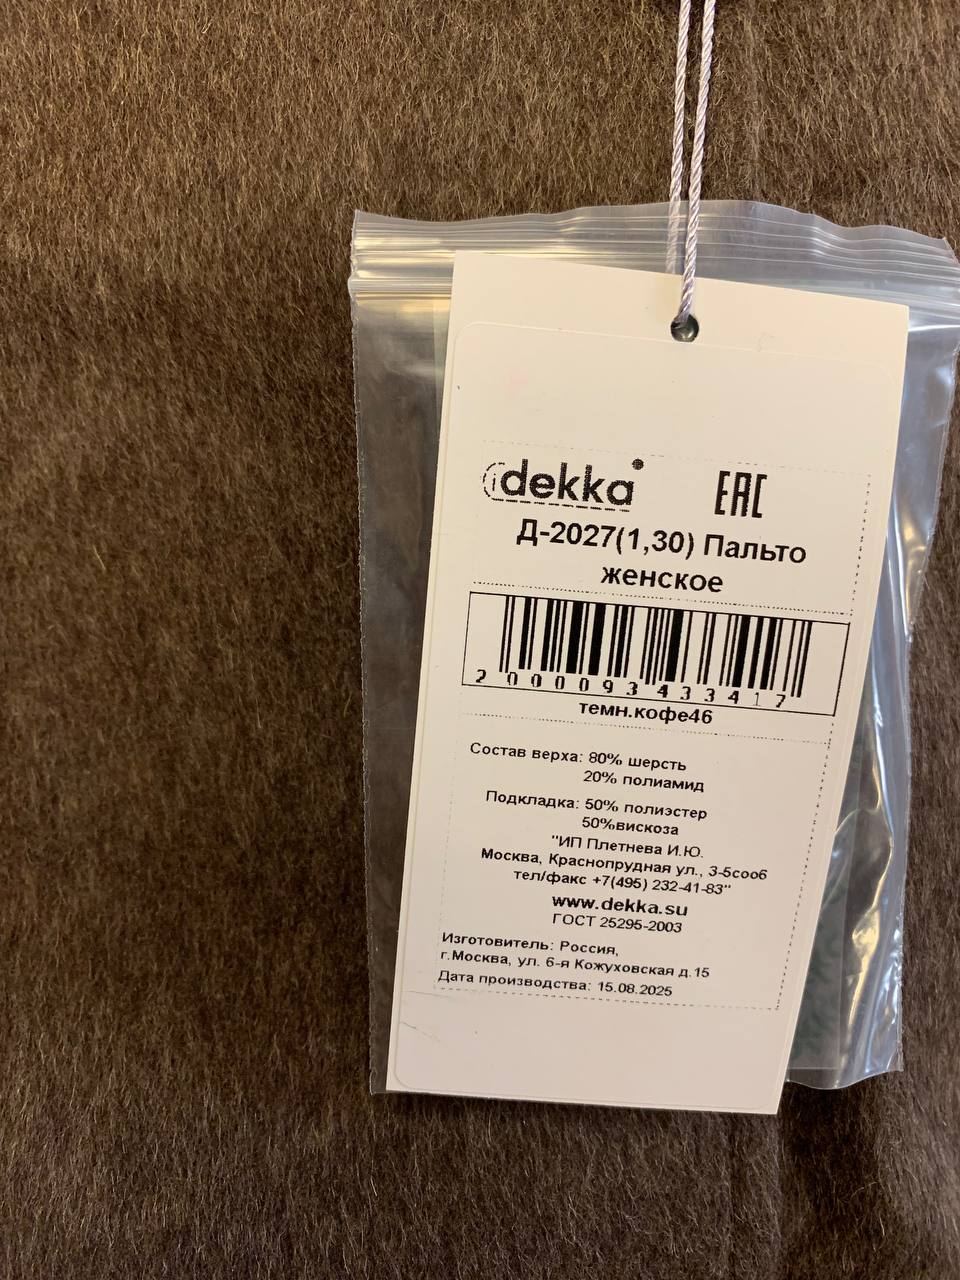 dekka
EAC
Д-2027(1,30) Пальто
женское
2000093433417
темн.кофе46
Состав верха: 80% шерсть
20% полиамид
Подкладка: 50% полиэстер
50%вискоза
"ИП Плетнева И.Ю.
Москва, Краснопрудная ул., 3-5соо6
тел/факс +7(495) 232-41-83"
www.dekka.su
ГОСТ 25295-2003
Изготовитель: Россия,
г.Москва, ул. 6-я Кожуховская д.15
Дата производства: 15.08.2025